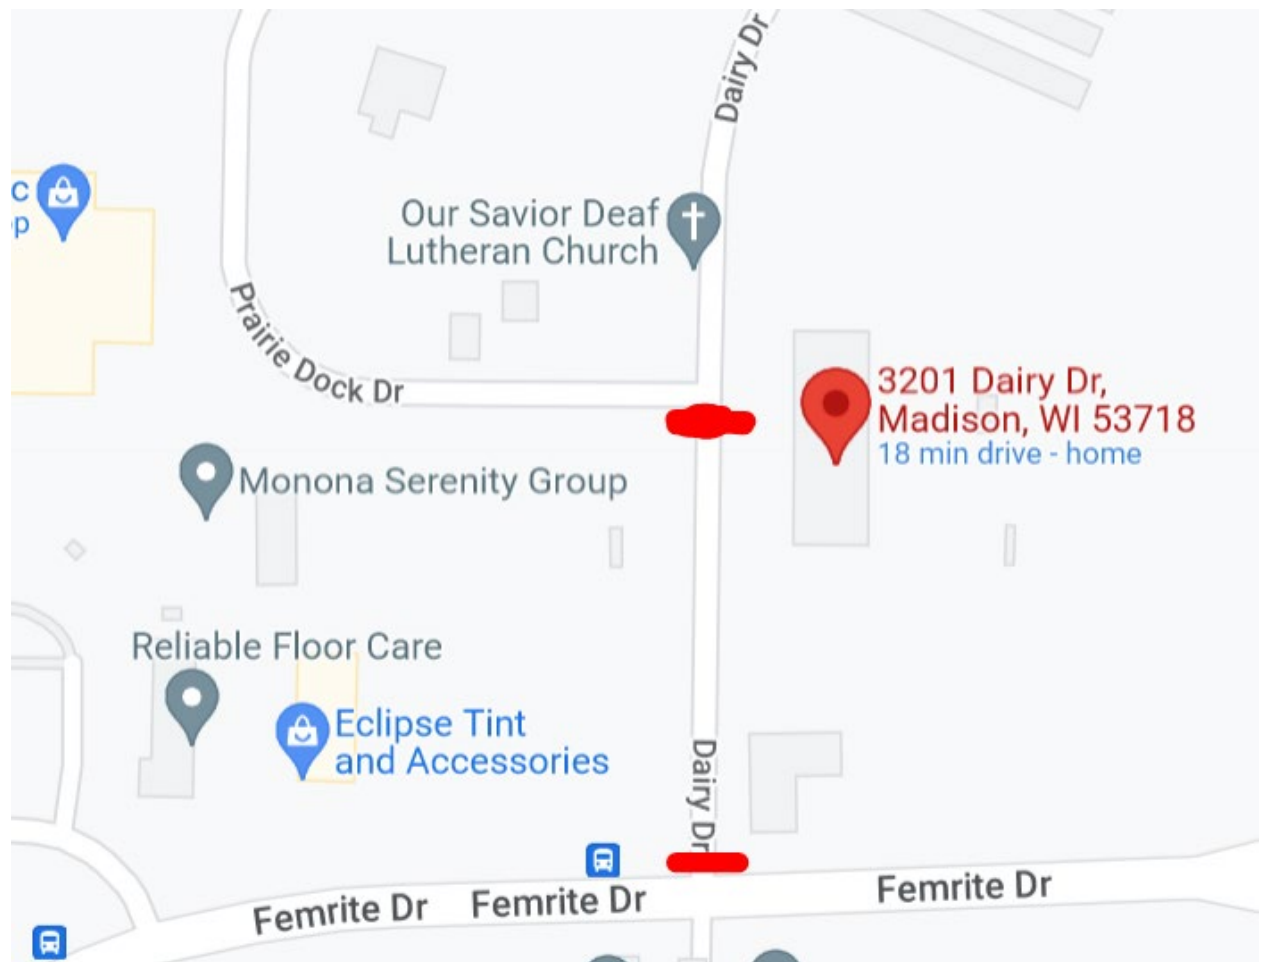 Dairy Dr
c
p
Our Savior Deaf
Lutheran Church
Prairie Dock Dr
3201 Dairy Dr,
Madison, WI 53718
18 min drive - home
Monona Serenity Group
Reliable Floor Care
Eclipse Tint
and Accessories
Dairy Dr
Femrite Dr
Femrite Dr
Femrite Dr